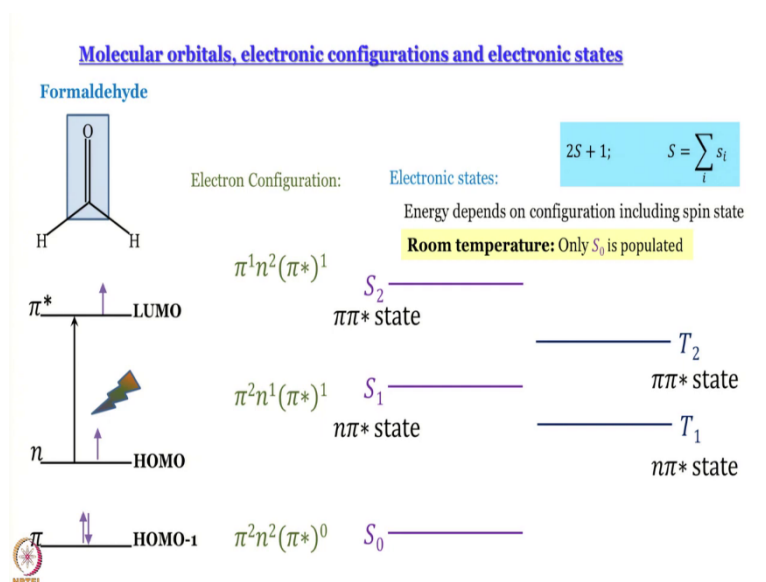 Molecular orbitals, electronic configurations and electronic states
Formaldehyde
O
H H
2S + 1; S = ∑ᵢ sᵢ
Electron Configuration:
Electronic states:
Energy depends on configuration including spin state
Room temperature: Only S₀ is populated
π¹n²(π∗)¹
S₂
ππ∗ state
π* LUMO
T₂
ππ∗ state
π²n¹(π∗)¹
S₁
nπ∗ state
T₁
nπ∗ state
n HOMO
π HOMO-1
π²n²(π∗)⁰
S₀
NPTEL